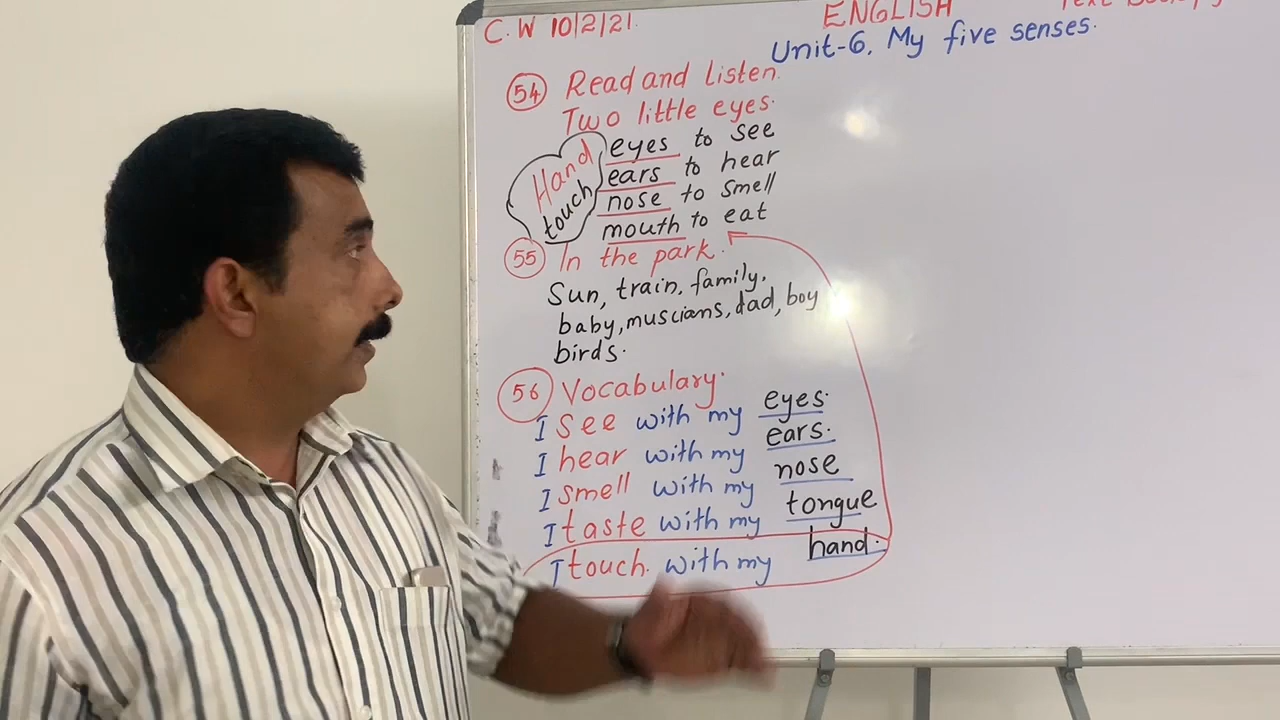 C.W 10/2/21.
ENGLISH
Text Book
Unit-6, My five senses.
54 Read and listen.
Two little eyes.
Hand
touch
eyes to see
ears to hear
nose to smell
mouth to eat
55 In the park.
Sun, train, family,
baby, muscians, dad, boy
birds.
56 Vocabulary.
I see with my eyes.
I hear with my ears.
I smell with my nose
I taste with my tongue
I touch. with my hand.